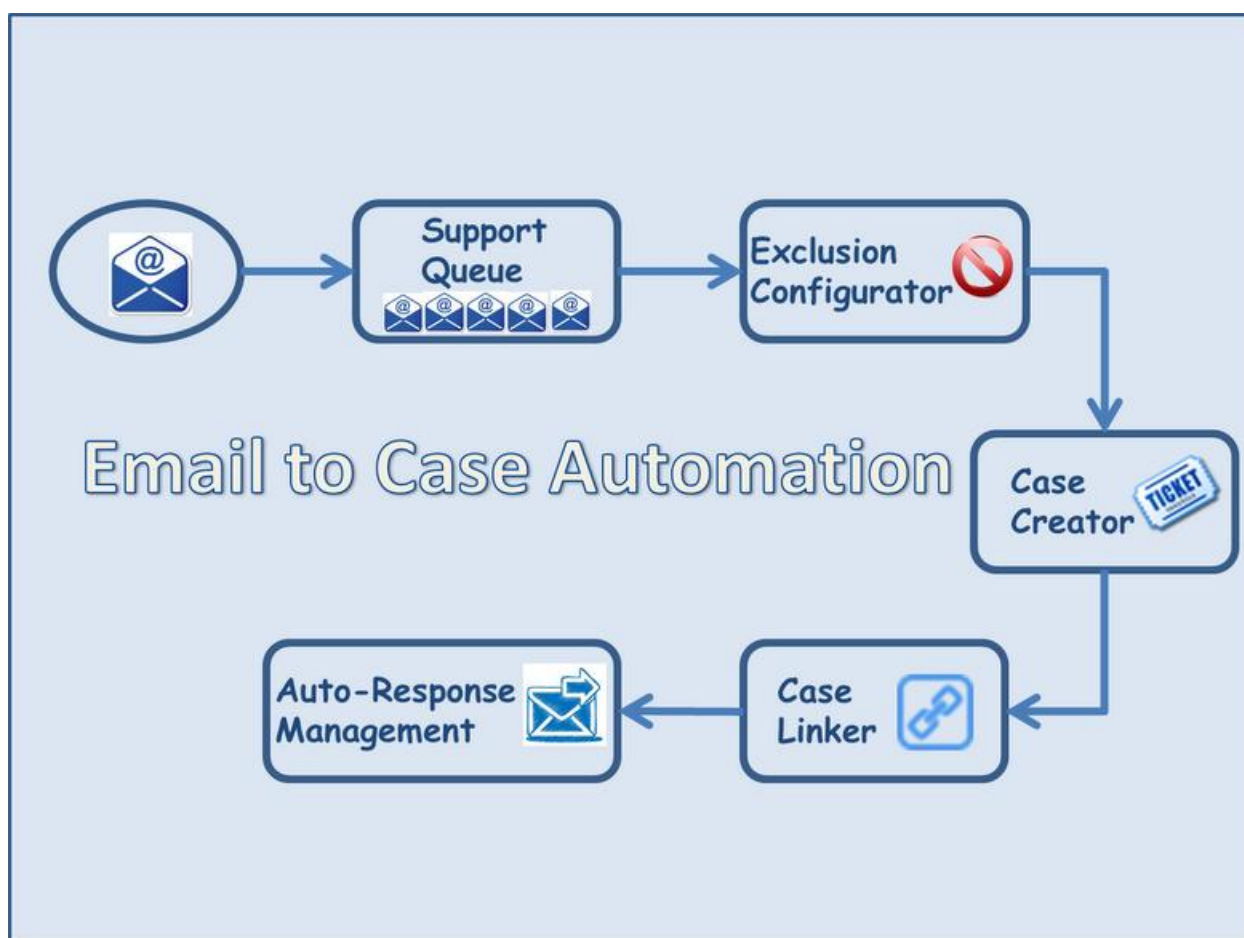 Support
Queue
Exclusion
Configurator
Email to Case Automation
Case
Creator
TICKET
Auto-Response
Management
Case
Linker